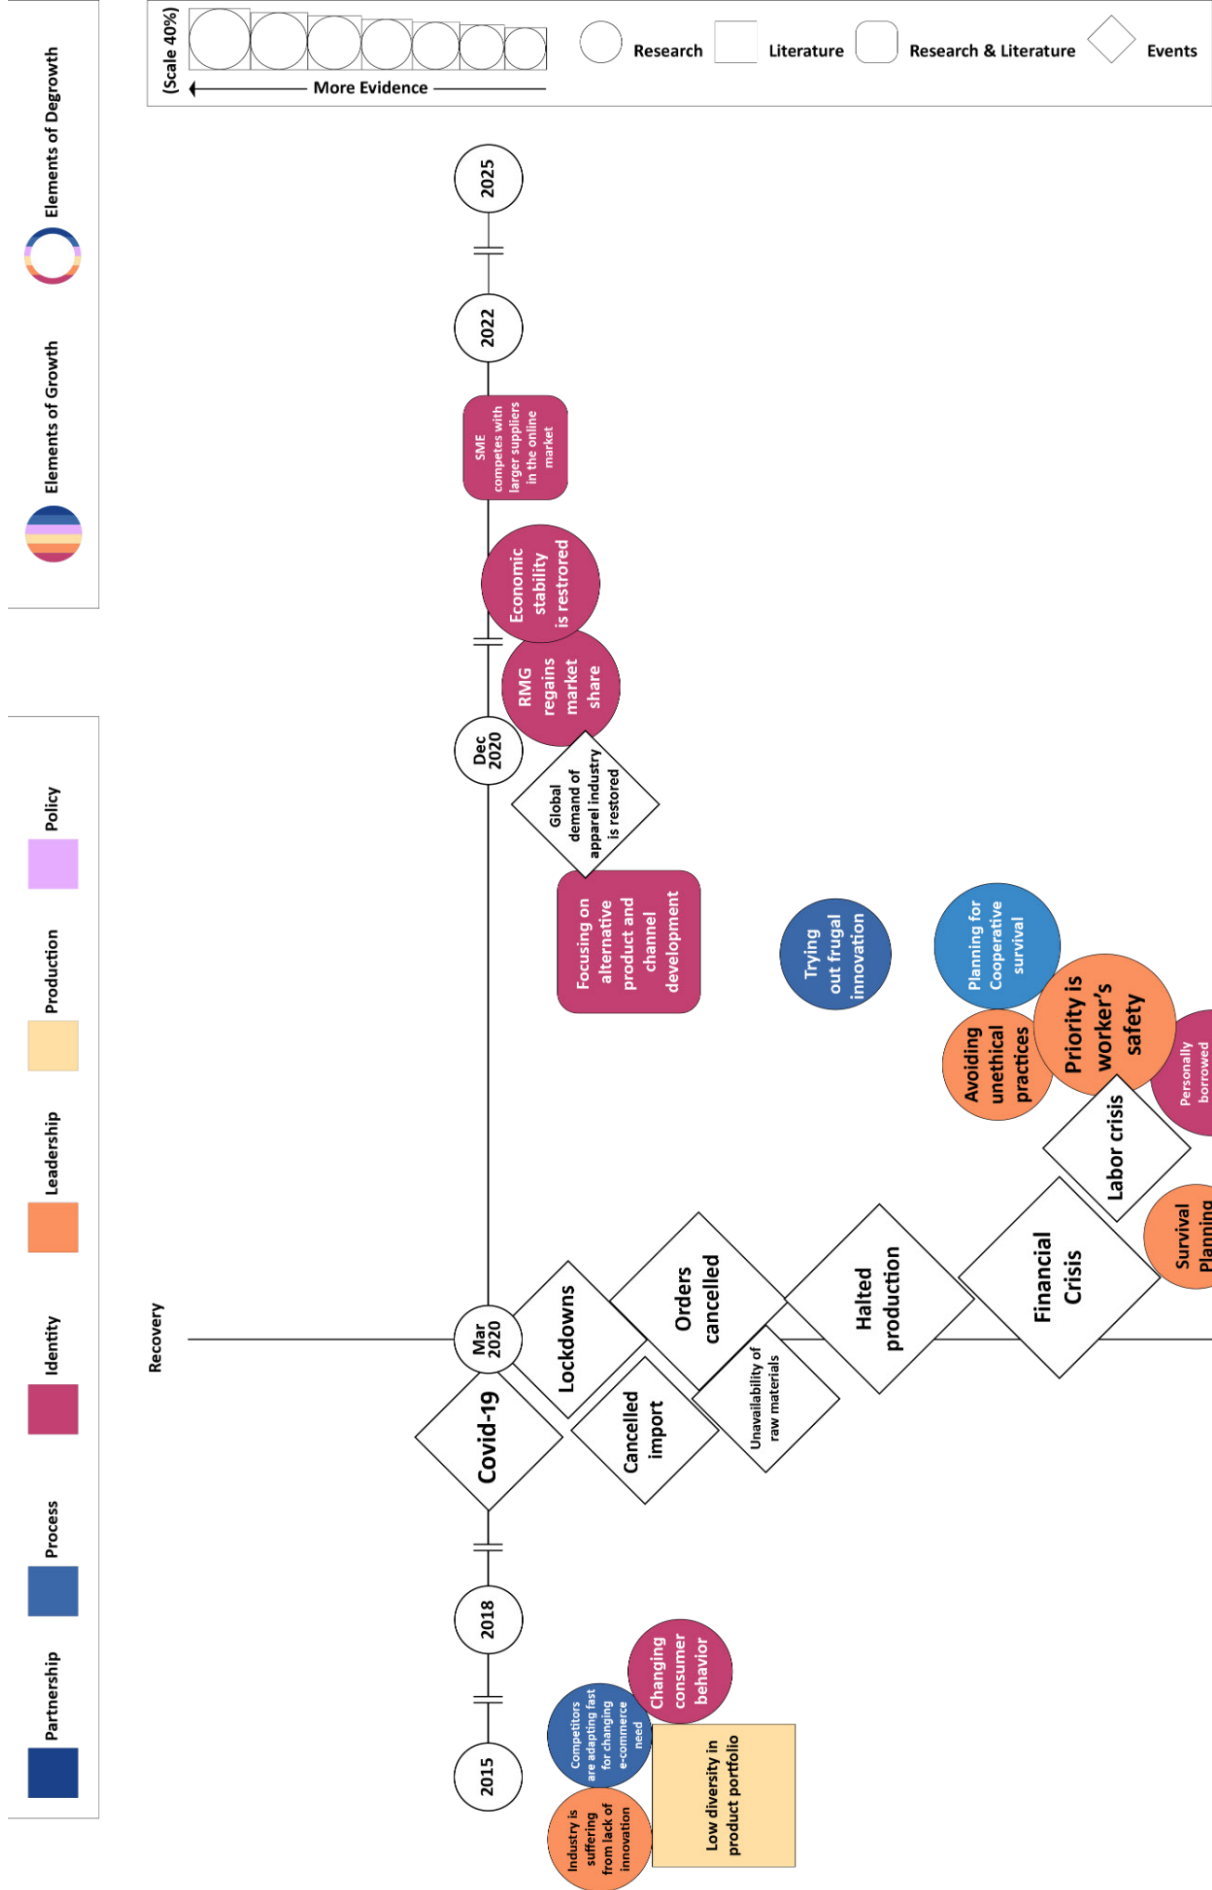 Partnership
Process
Identity
Leadership
Production
Policy
Elements of Growth
Elements of Degrowth
(Scale 40%)
More Evidence
Research
Literature
Research & Literature
Events
Recovery
2015
2018
Mar
2020
Dec
2020
2022
2025
Industry is
suffering
from lack of
innovation
Competitors
are adapting fast
for changing
e-commerce
need
Low diversity in
product portfolio
Changing
consumer
behavior
Covid-19
Lockdowns
Cancelled
import
Orders
cancelled
Unavailability of
raw materials
Halted
production
Financial
Crisis
Labor crisis
Survival
Planning
Personally
borrowed
Priority is
worker's
safety
Avoiding
unethical
practices
Planning for
Cooperative
survival
Trying
out frugal
innovation
Focusing on
alternative
product and
channel
development
Global
demand of
apparel industry
is restored
RMG
regains
market
share
Economic
stability
is restrored
SME
competes with
larger suppliers
in the online
market